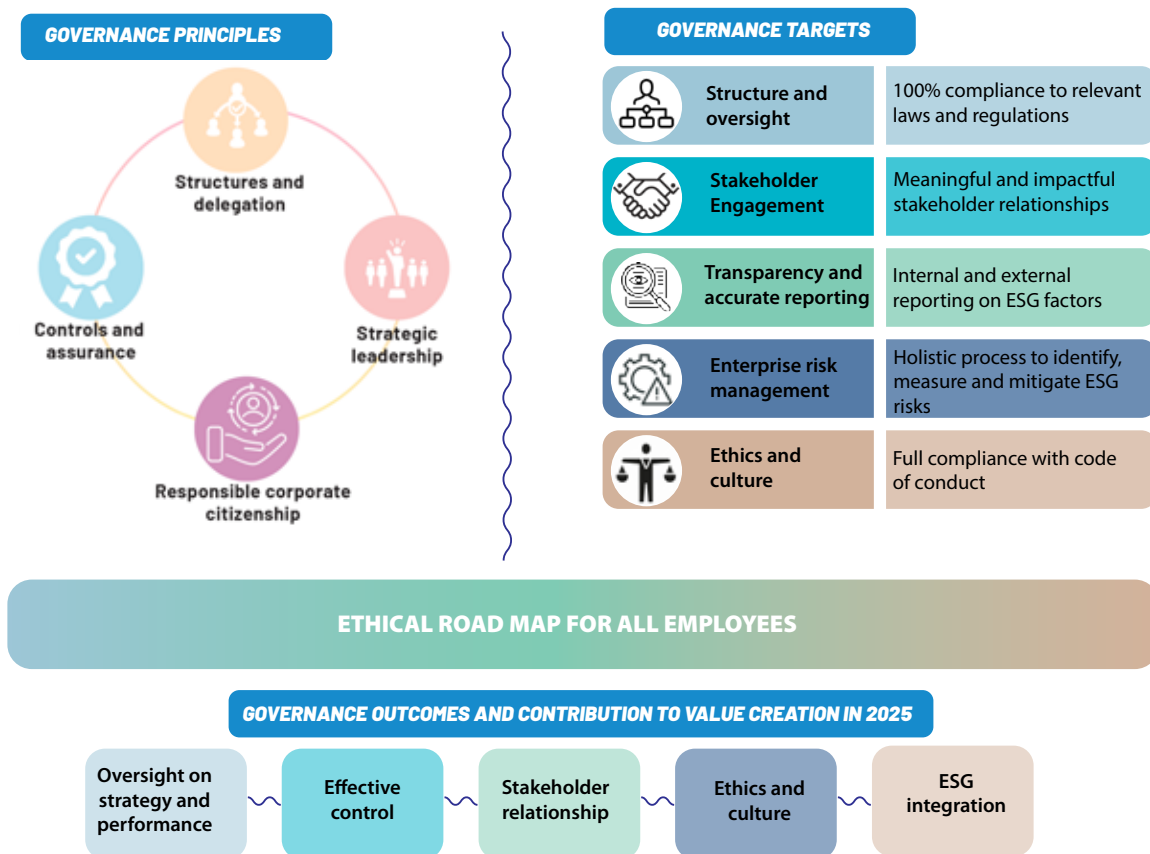 GOVERNANCE PRINCIPLES
Structures and
delegation
Controls and
assurance
Strategic
leadership
Responsible corporate
citizenship
GOVERNANCE TARGETS
Structure and
oversight
100% compliance to relevant
laws and regulations
Stakeholder
Engagement
Meaningful and impactful
stakeholder relationships
Transparency and
accurate reporting
Internal and external
reporting on ESG factors
Enterprise risk
management
Holistic process to identify,
measure and mitigate ESG
risks
Ethics and
culture
Full compliance with code
of conduct
ETHICAL ROAD MAP FOR ALL EMPLOYEES
GOVERNANCE OUTCOMES AND CONTRIBUTION TO VALUE CREATION IN 2025
Oversight on
strategy and
performance
Effective
control
Stakeholder
relationship
Ethics and
culture
ESG
integration